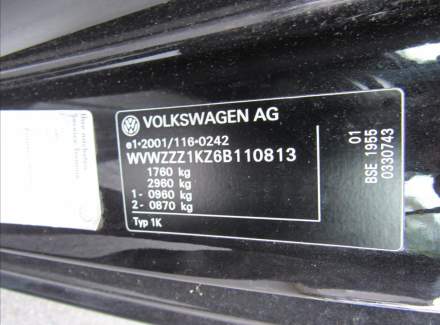 VOLKSWAGEN AG
e1*2001/116*0242
WVWZZZ1KZ6B110813
1760 kg
2960 kg
1- 0960 kg
2- 0870 kg
Typ 1K
01
BSE 1955
0330743